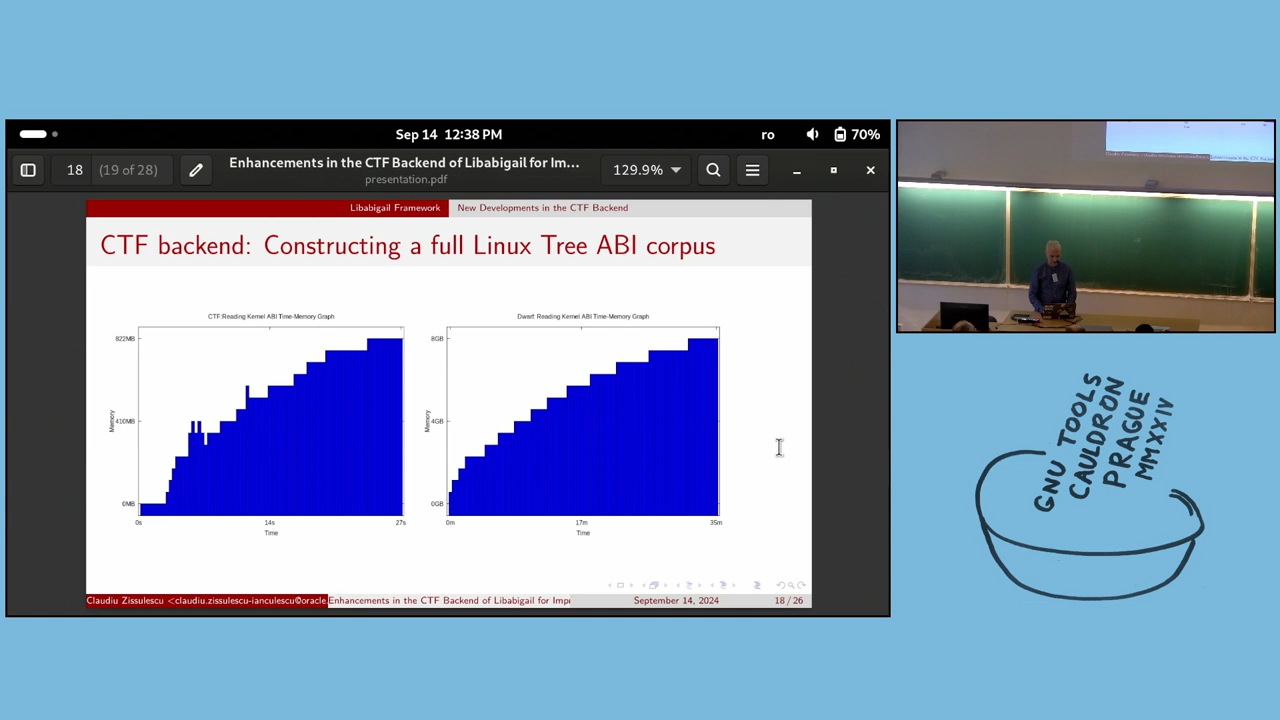 Sep 14 12:38 PM
ro
70%
18
(19 of 28)
Enhancements in the CTF Backend of Libabigail for Imp...
presentation.pdf
129.9%
Libabigail Framework
New Developments in the CTF Backend
CTF backend: Constructing a full Linux Tree ABI corpus
CTF:Reading Kernel ABI Time-Memory Graph
822MB
410MB
0MB
Memory
0s
14s
27s
Time
Dwarf: Reading Kernel ABI Time-Memory Graph
8GB
4GB
0GB
Memory
0m
17m
35m
Time
Claudiu Zissulescu <claudiu.zissulescu-ianculescu@oracle
Enhancements in the CTF Backend of Libabigail for Imp
September 14, 2024
18 / 26
GNU TOOLS
CAULDRON
PRAGUE
MMXXIV